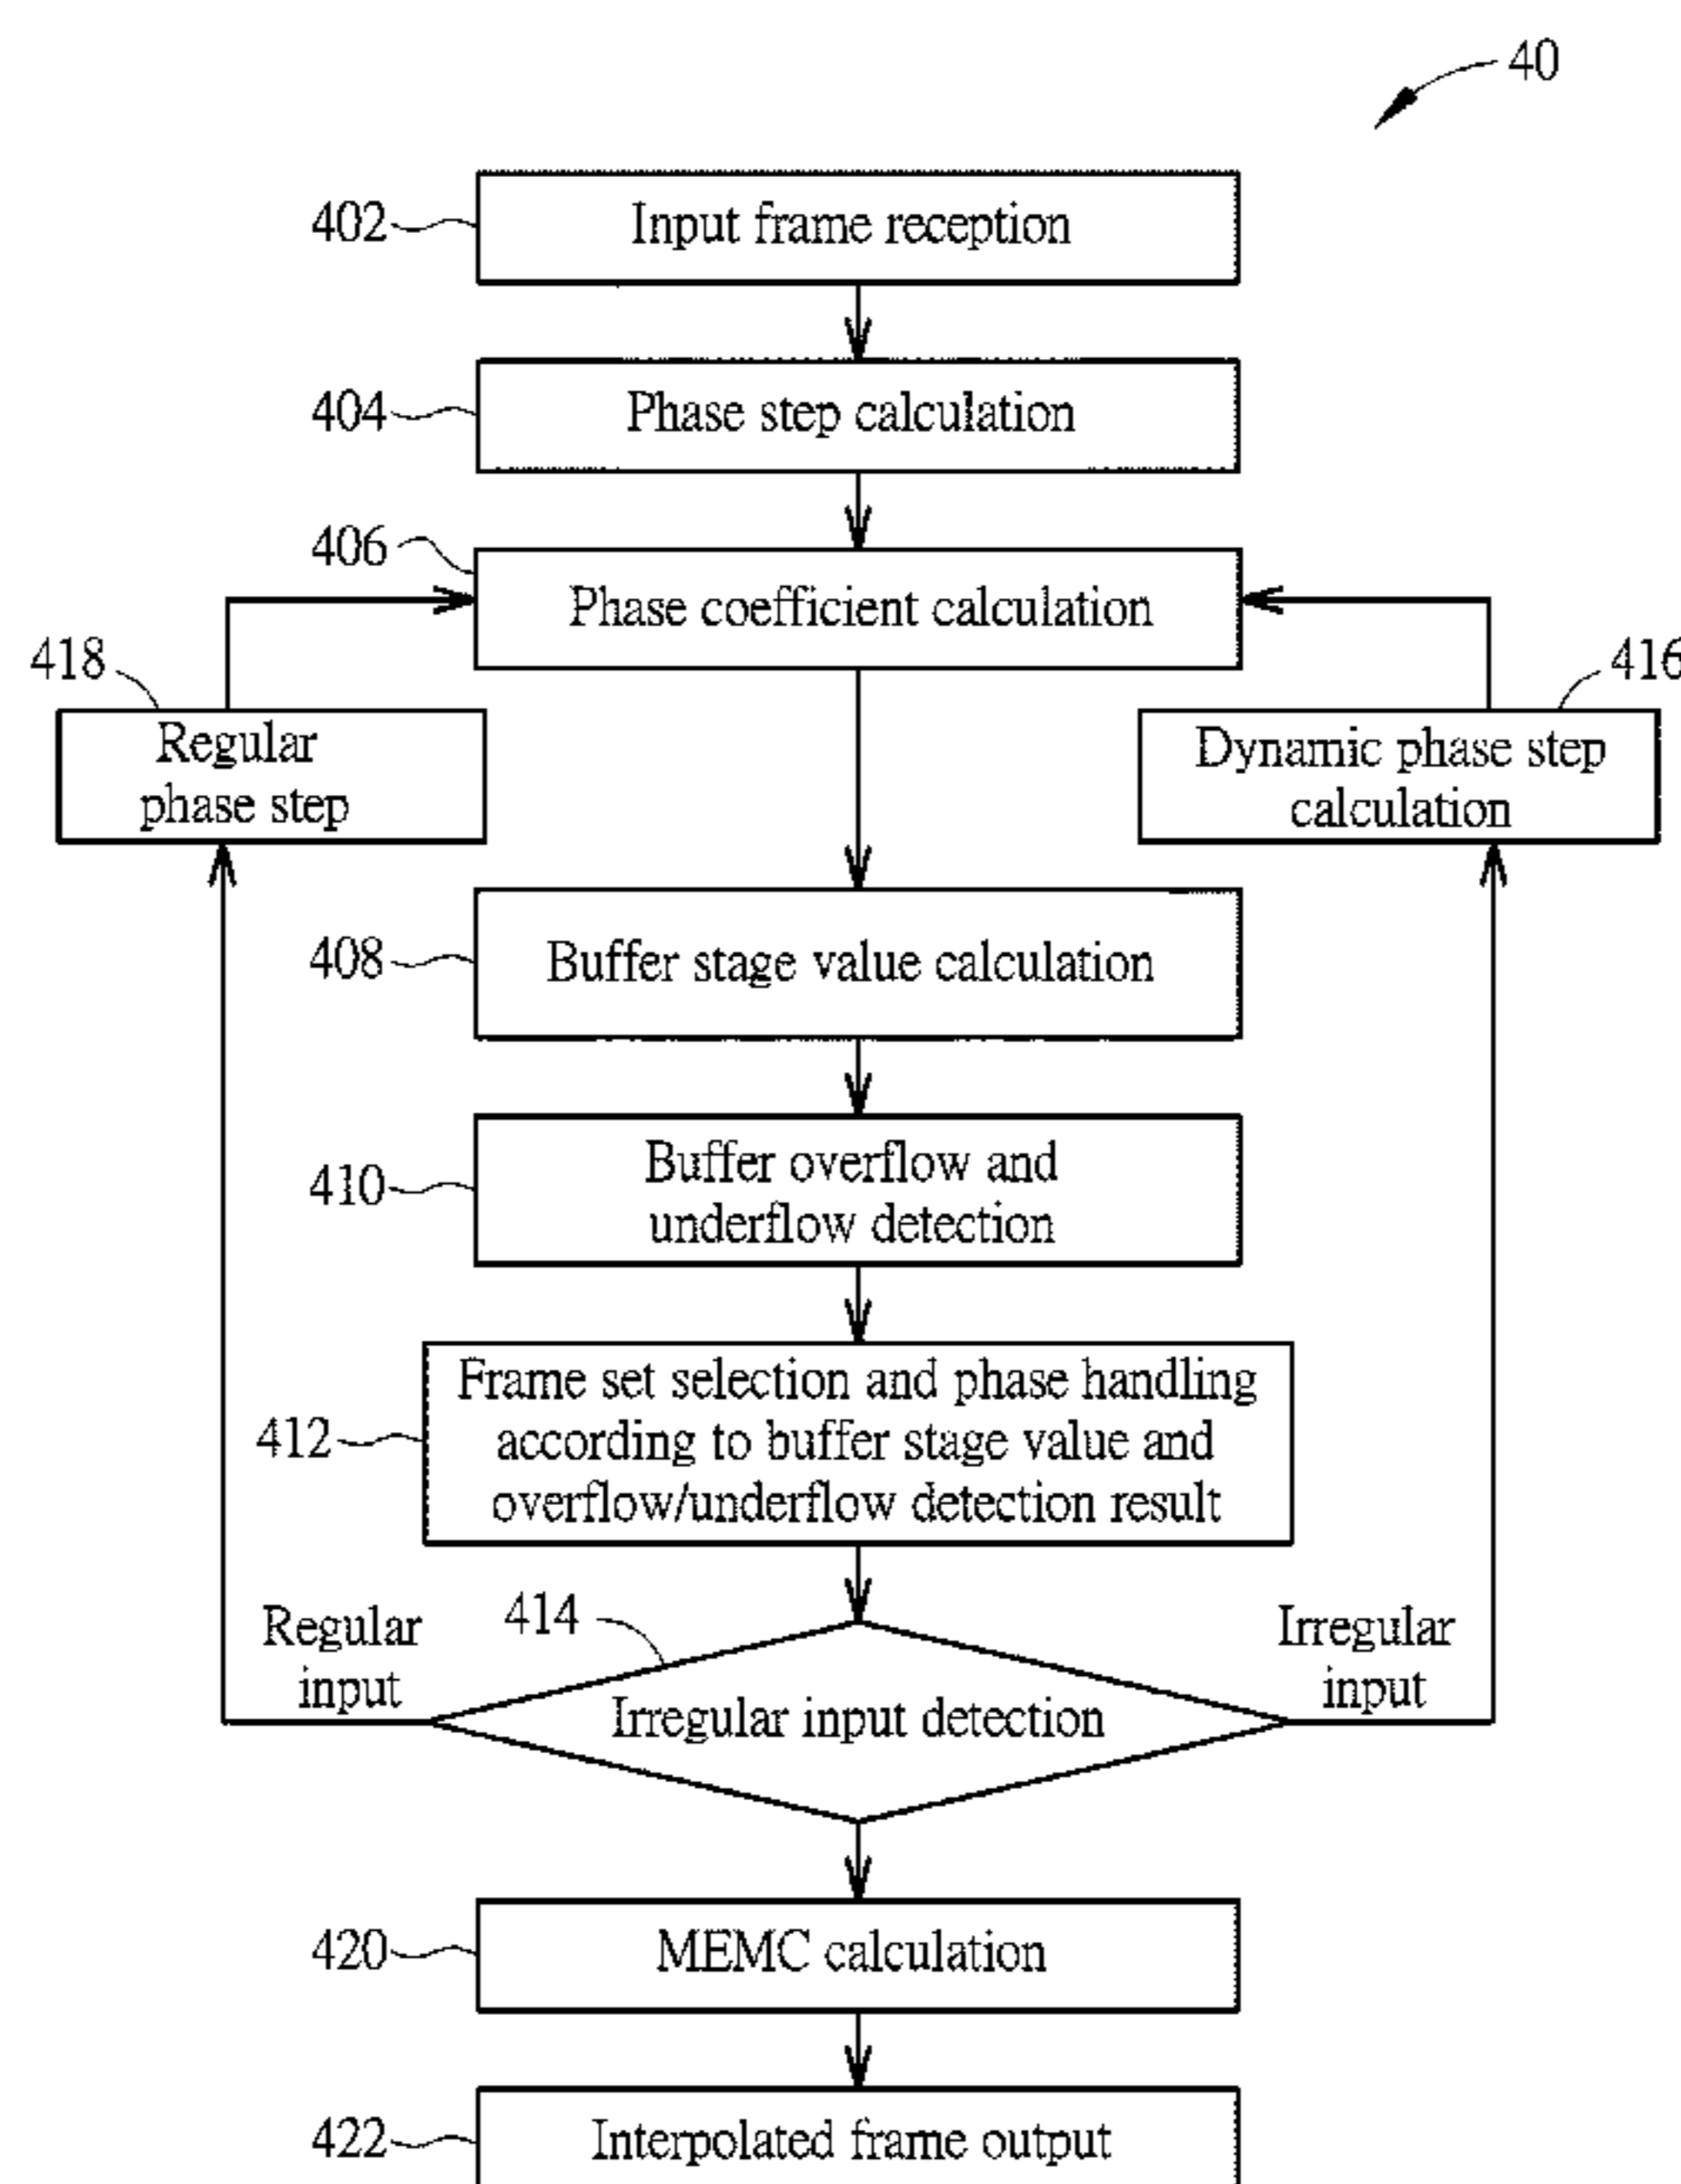 40
402
Input frame reception
404
Phase step calculation
406
Phase coefficient calculation
418
Regular
phase step
416
Dynamic phase step
calculation
408
Buffer stage value calculation
410
Buffer overflow and
underflow detection
412
Frame set selection and phase handling
according to buffer stage value and
overflow/underflow detection result
414
Regular
input
Irregular input detection
Irregular
input
420
MEMC calculation
422
Interpolated frame output